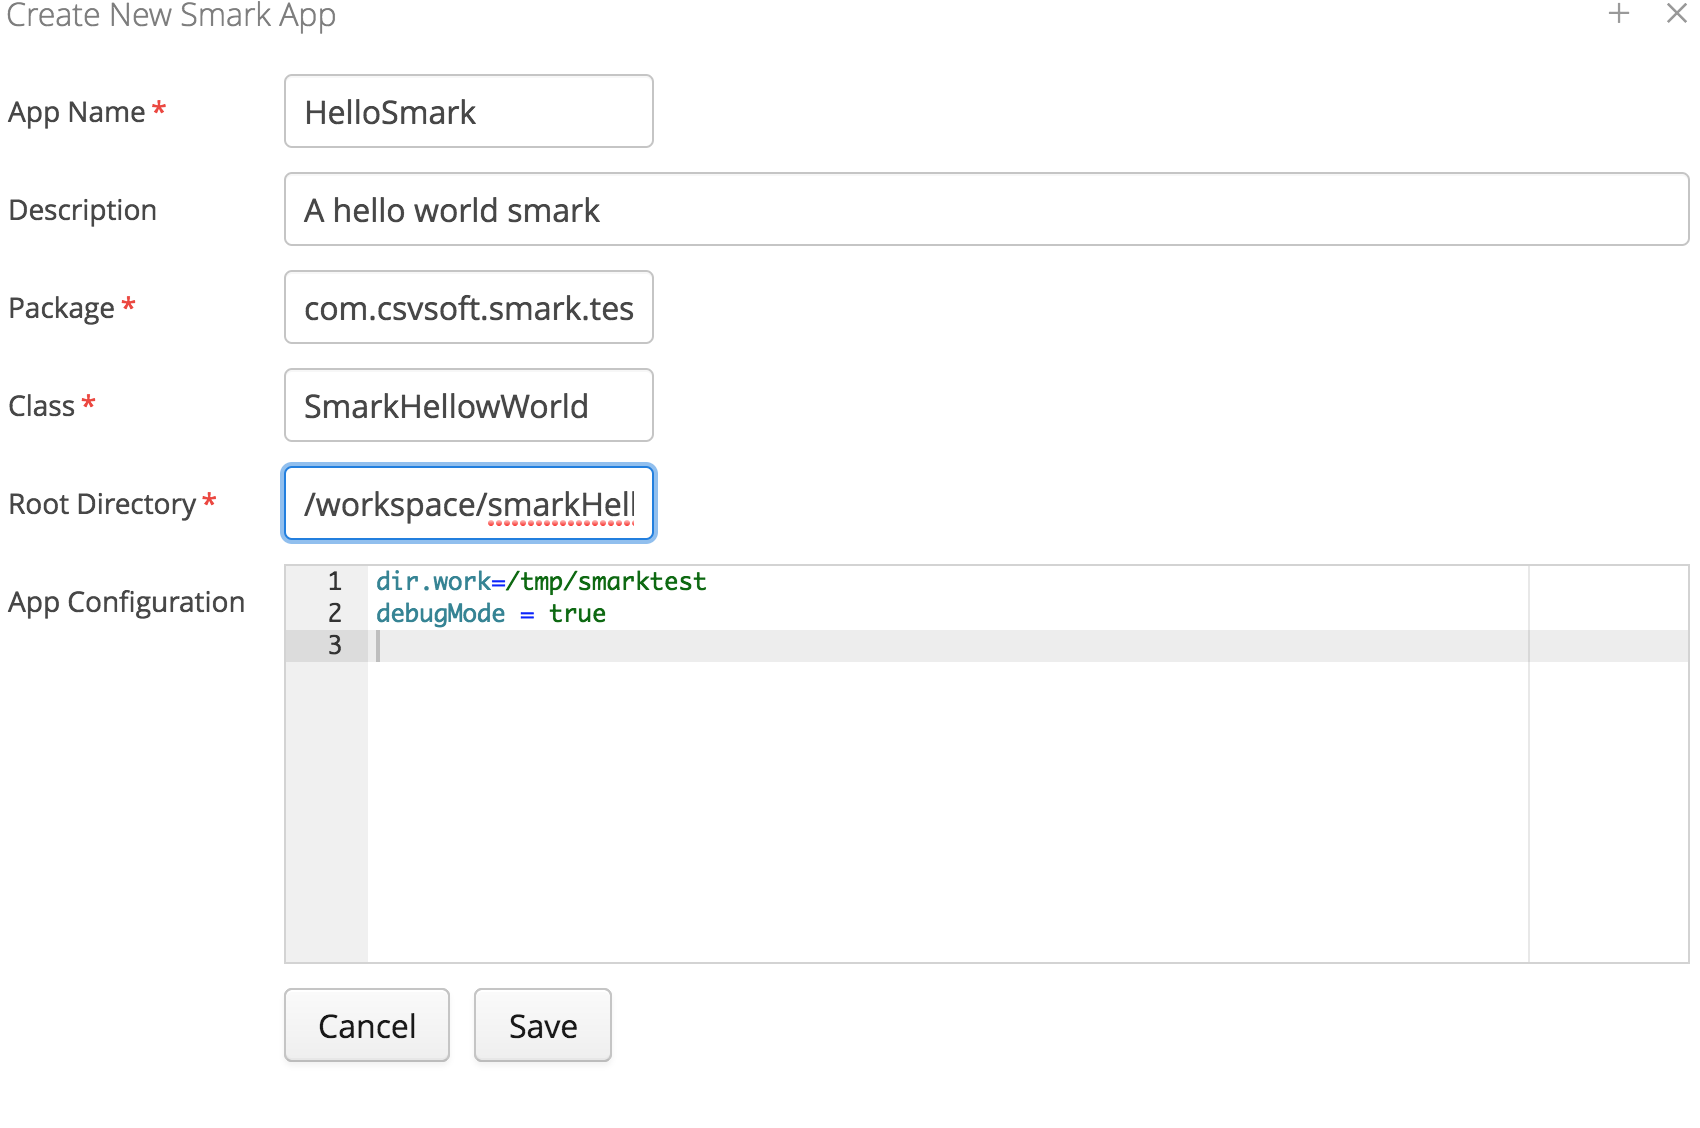 Create New Smark App
App Name *
HelloSmark
Description
A hello world smark
Package *
com.csvsoft.smark.tes
Class *
SmarkHellowWorld
Root Directory *
/workspace/smarkHell
App Configuration
1 dir.work=/tmp/smarktest
2 debugMode = true
3
Cancel Save